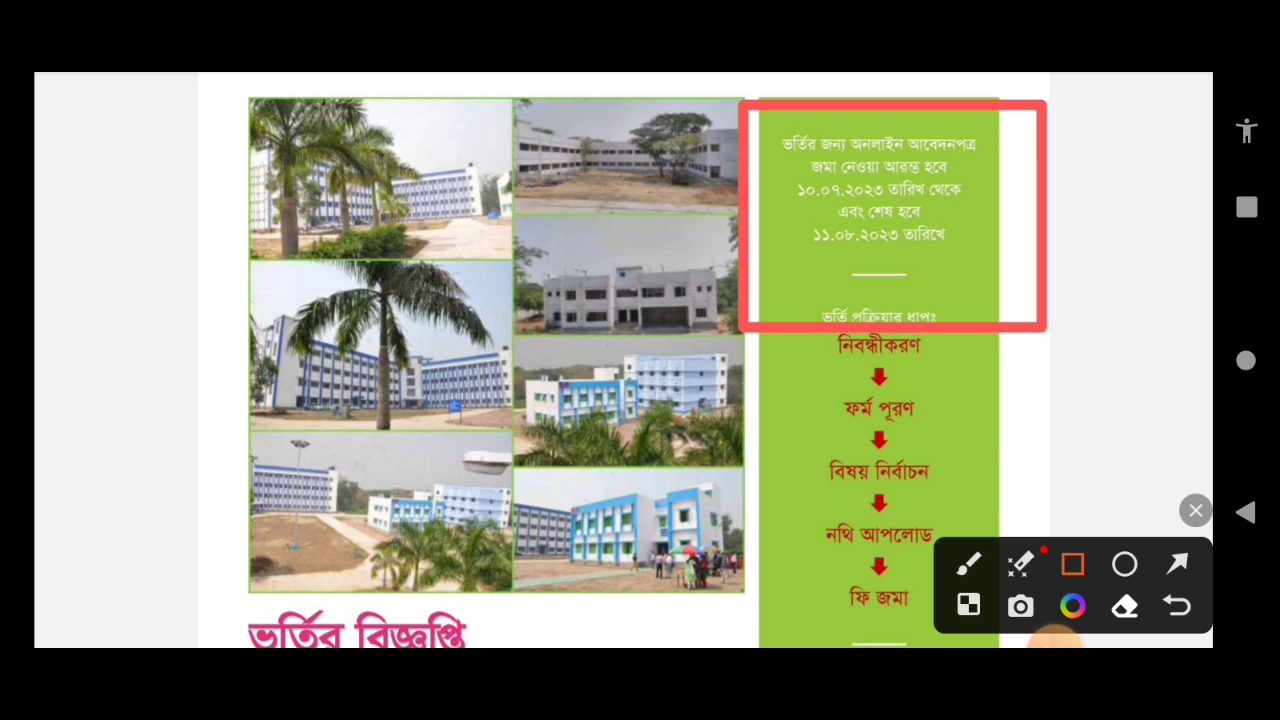 ভর্তির জন্য অনলাইন আবেদনপত্র
জমা নেওয়া আরম্ভ হবে
১০.০৭.২০২৩ তারিখ থেকে
এবং শেষ হবে
১১.০৮.২০২৩ তারিখে
ভর্তি প্রক্রিয়ার ধাপঃ
নিবন্ধীকরণ
ফর্ম পূরণ
বিষয় নির্বাচন
নথি আপলোড
ফি জমা
ভর্তির বিজ্ঞপ্তি